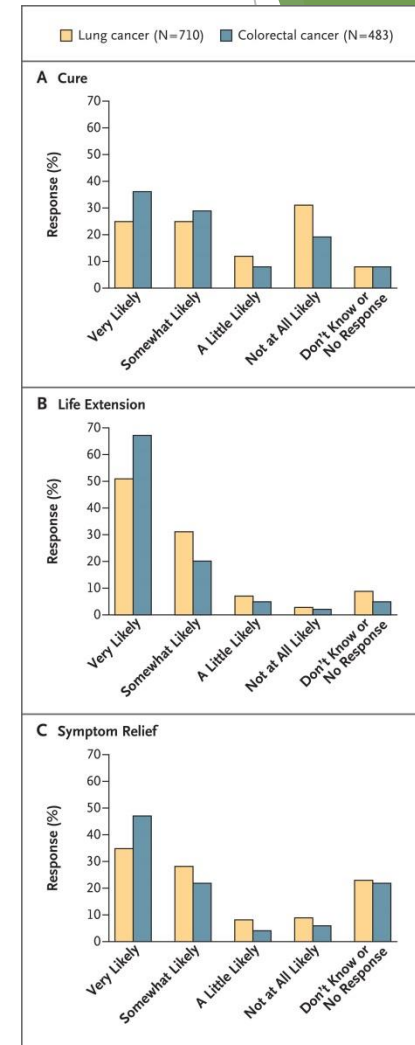 Lung cancer (N=710) Colorectal cancer (N=483)
A Cure
70
60
50
40
30
20
10
0
Response (%)
Very Likely
Somewhat Likely
A Little Likely
Not at All Likely
Don't Know or
No Response
B Life Extension
70
60
50
40
30
20
10
0
Response (%)
Very Likely
Somewhat Likely
A Little Likely
Not at All Likely
Don't Know or
No Response
C Symptom Relief
70
60
50
40
30
20
10
0
Response (%)
Very Likely
Somewhat Likely
A Little Likely
Not at All Likely
Don't Know or
No Response